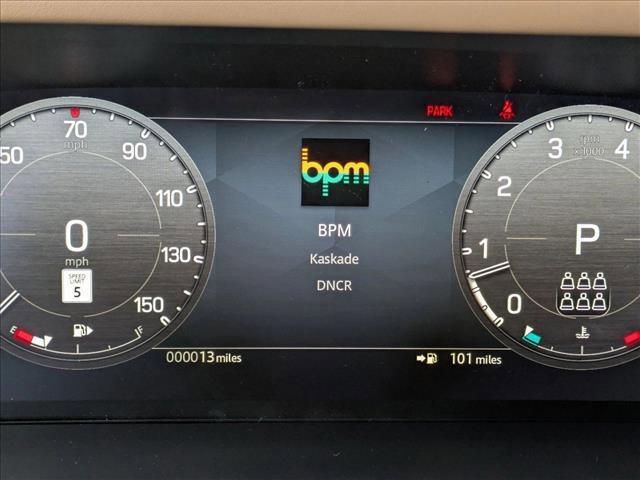 PARK
70
mph
50
90
110
130
150
0
mph
SPEED
LIMIT
5
E
F
bpm
BPM
Kaskade
DNCR
000013 miles
101 miles
rpm
x1000
0
1
2
3
4
P